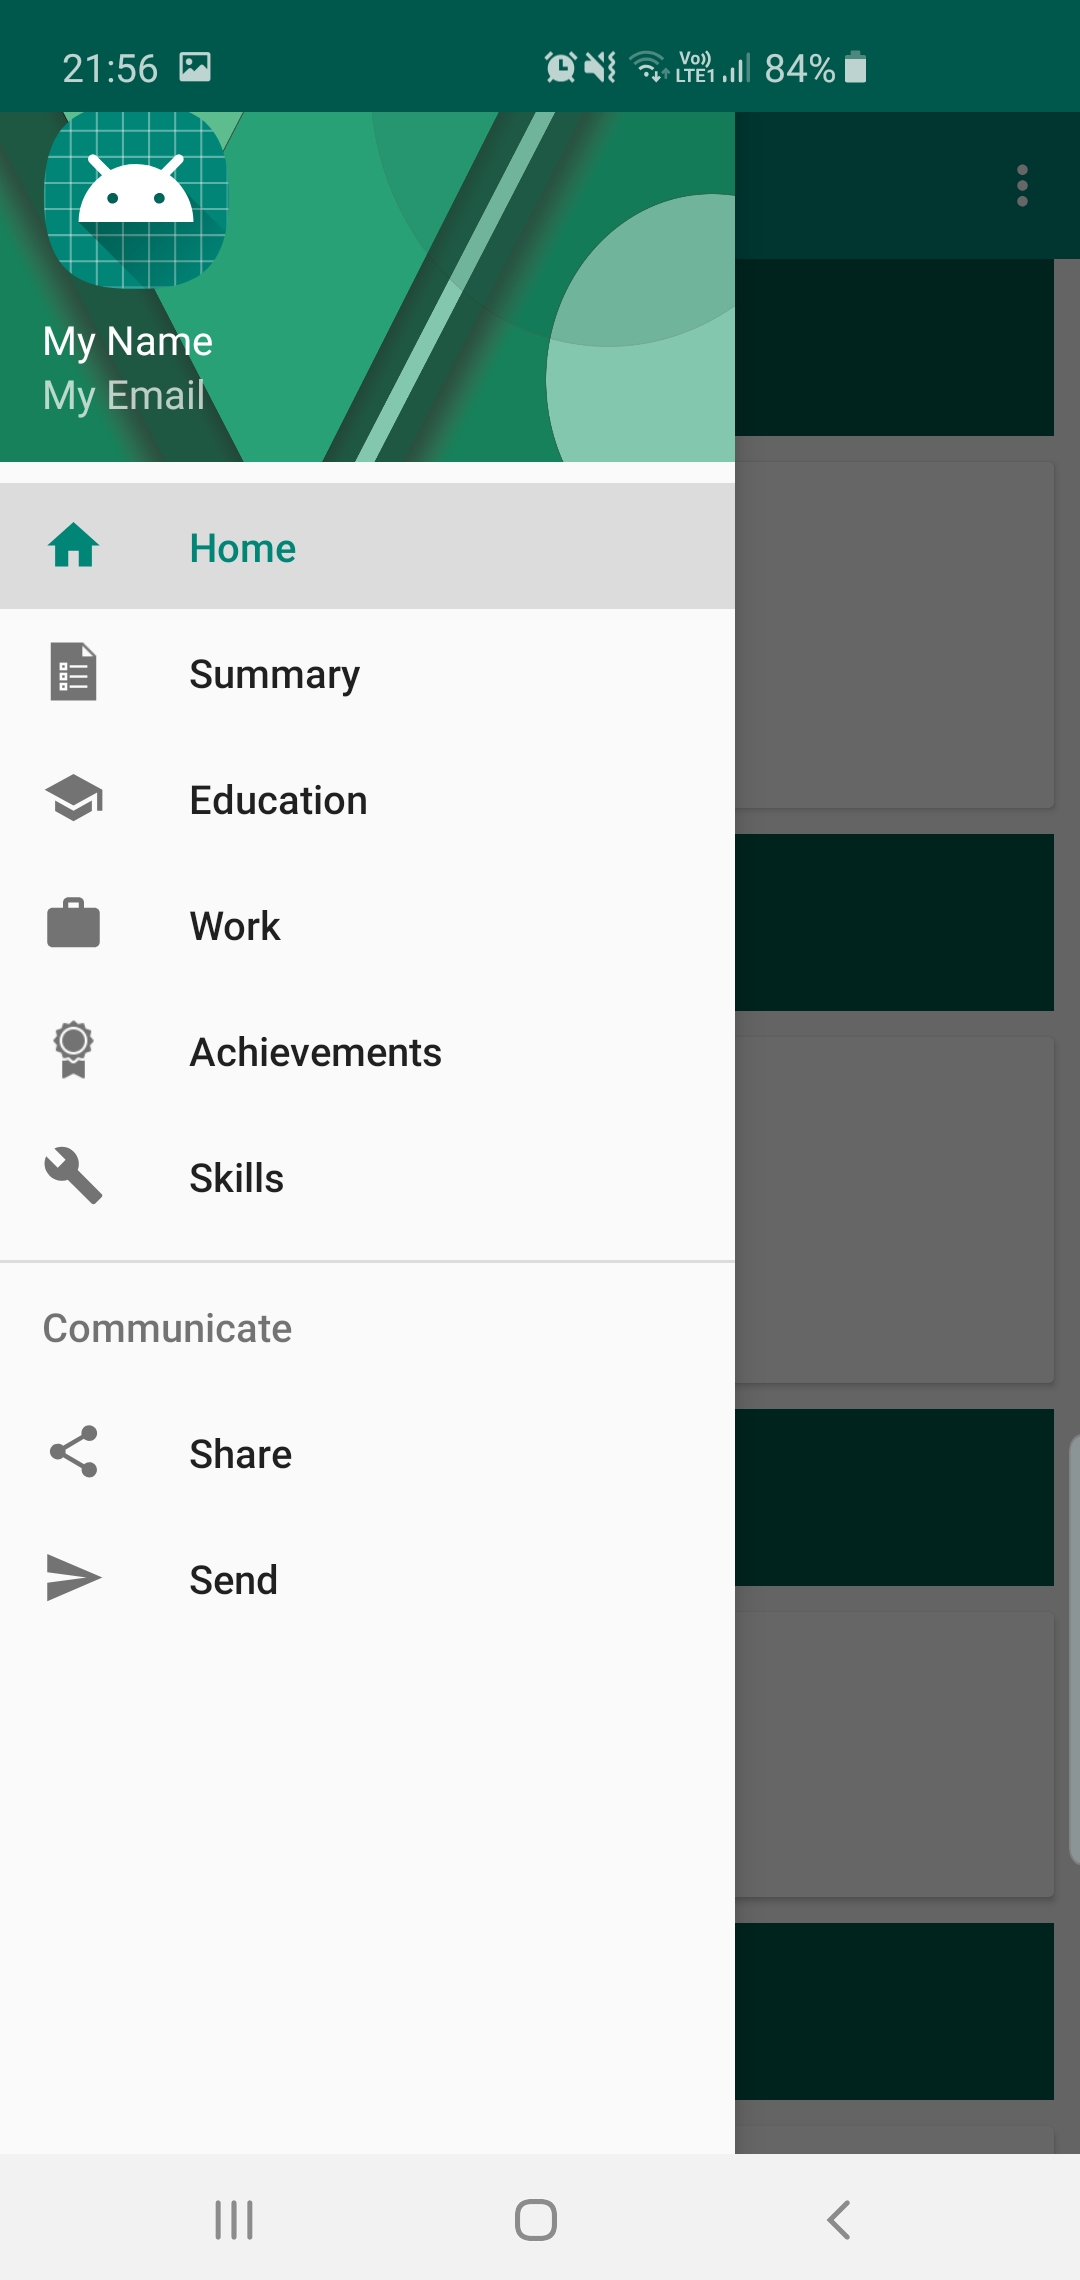 21:56
Vo)) LTE1 84%
My Name
My Email
Home
Summary
Education
Work
Achievements
Skills
Communicate
Share
Send